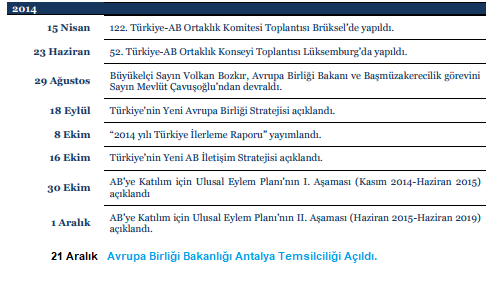 2014
15 Nisan 122. Türkiye-AB Ortaklık Komitesi Toplantısı Brüksel'de yapıldı.
23 Haziran 52. Türkiye-AB Ortaklık Konseyi Toplantısı Lüksemburg'da yapıldı.
29 Ağustos Büyükelçi Sayın Volkan Bozkır, Avrupa Birliği Bakanı ve Başmüzakerecilik görevini
Sayın Mevlüt Çavuşoğlu'ndan devraldı.
18 Eylül Türkiye'nin Yeni Avrupa Birliği Stratejisi açıklandı.
8 Ekim "2014 yılı Türkiye İlerleme Raporu" yayımlandı.
16 Ekim Türkiye'nin Yeni AB İletişim Stratejisi açıklandı.
30 Ekim AB'ye Katılım için Ulusal Eylem Planı'nın I. Aşaması (Kasım 2014-Haziran 2015)
açıklandı
1 Aralık AB'ye Katılım için Ulusal Eylem Planı'nın II. Aşaması (Haziran 2015-Haziran 2019)
açıklandı.
21 Aralık Avrupa Birliği Bakanlığı Antalya Temsilciliği Açıldı.